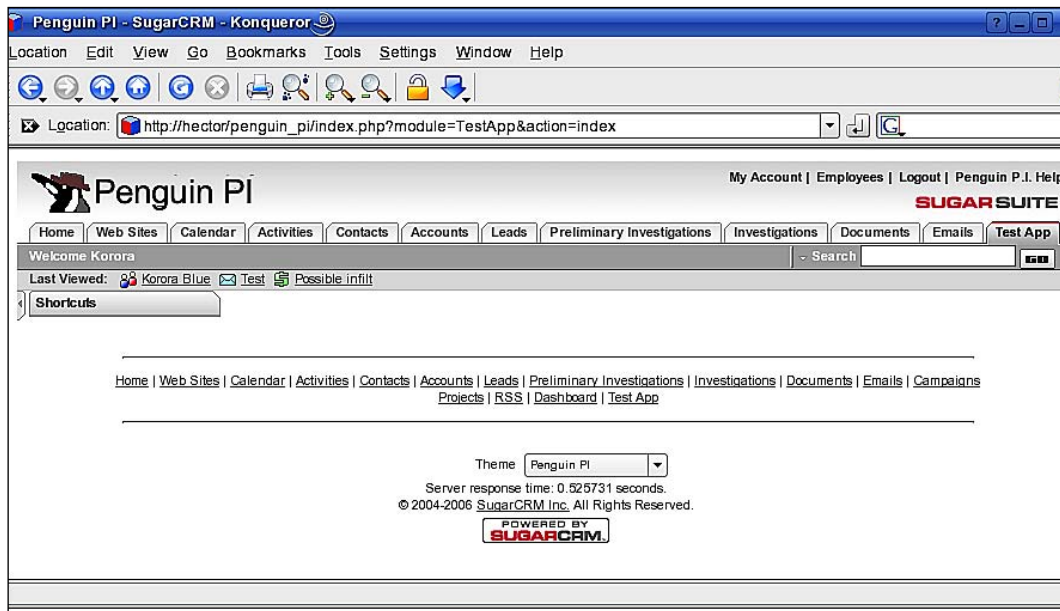 Penguin PI - SugarCRM - Konqueror
Location Edit View Go Bookmarks Tools Settings Window Help
Location: http://hector/penguin_pi/index.php?module=TestApp&action=index
Penguin PI
My Account | Employees | Logout | Penguin P.I. Help
SUGAR SUITE
Home Web Sites Calendar Activities Contacts Accounts Leads Preliminary Investigations Investigations Documents Emails Test App
Welcome Korora
Search GO
Last Viewed: Korora Blue Test Possible infilt
Shortcuts
Home | Web Sites | Calendar | Activities | Contacts | Accounts | Leads | Preliminary Investigations | Investigations | Documents | Emails | Campaigns
Projects | RSS | Dashboard | Test App
Theme Penguin PI
Server response time: 0.525731 seconds.
© 2004-2006 SugarCRM Inc. All Rights Reserved.
POWERED BY
SUGARCRM.